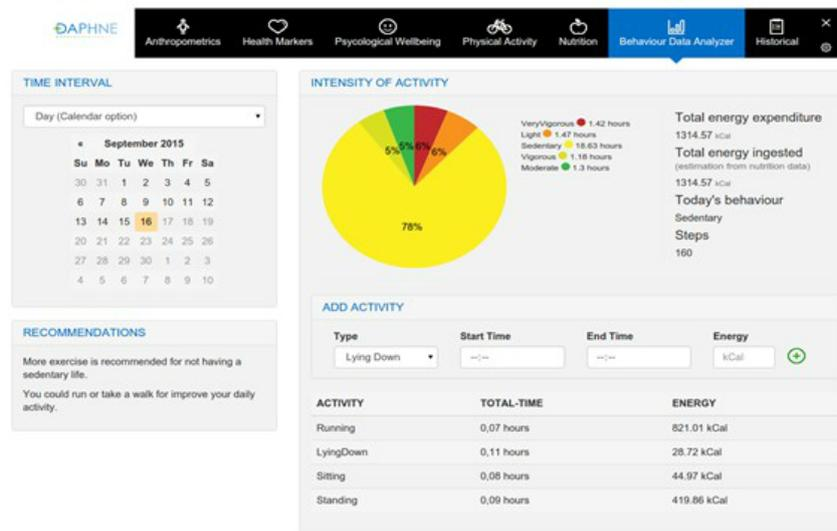 DAPHNE
Anthropometrics
Health Markers
Psycological Wellbeing
Physical Activity
Nutrition
Behaviour Data Analyzer
Historical
TIME INTERVAL
Day (Calendar option)
« September 2015
Su Mo Tu We Th Fr Sa
30 31 1 2 3 4 5
6 7 8 9 10 11 12
13 14 15 16 17 18 19
20 21 22 23 24 25 26
27 28 29 30 1 2 3
4 5 6 7 8 9 10
RECOMMENDATIONS
More exercise is recommended for not having a
sedentary life.
You could run or take a walk for improve your daily
activity.
INTENSITY OF ACTIVITY
5% 5% 6% 6%
78%
VeryVigorous 1.42 hours
Light 1.47 hours
Sedentary 18.63 hours
Vigorous 1.18 hours
Moderate 1.3 hours
Total energy expenditure
1314.57 kCal
Total energy ingested
(estimation from nutrition data)
1314.57 kCal
Today's behaviour
Sedentary
Steps
160
ADD ACTIVITY
Type Start Time End Time Energy
Lying Down --:-- --:-- kCal
ACTIVITY TOTAL-TIME ENERGY
Running 0,07 hours 821.01 kCal
LyingDown 0,11 hours 28.72 kCal
Sitting 0,08 hours 44.97 kCal
Standing 0,09 hours 419.86 kCal